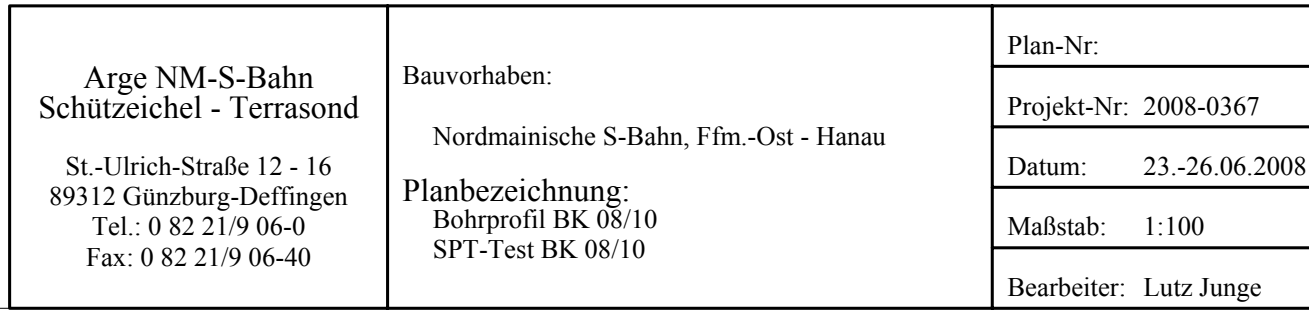 Arge NM-S-Bahn
Schützeichel - Terrasond
St.-Ulrich-Straße 12 - 16
89312 Günzburg-Deffingen
Tel.: 0 82 21/9 06-0
Fax: 0 82 21/9 06-40
Bauvorhaben:
Nordmainische S-Bahn, Ffm.-Ost - Hanau
Planbezeichnung:
Bohrprofil BK 08/10
SPT-Test BK 08/10
Plan-Nr:
Projekt-Nr: 2008-0367
Datum: 23.-26.06.2008
Maßstab: 1:100
Bearbeiter: Lutz Junge